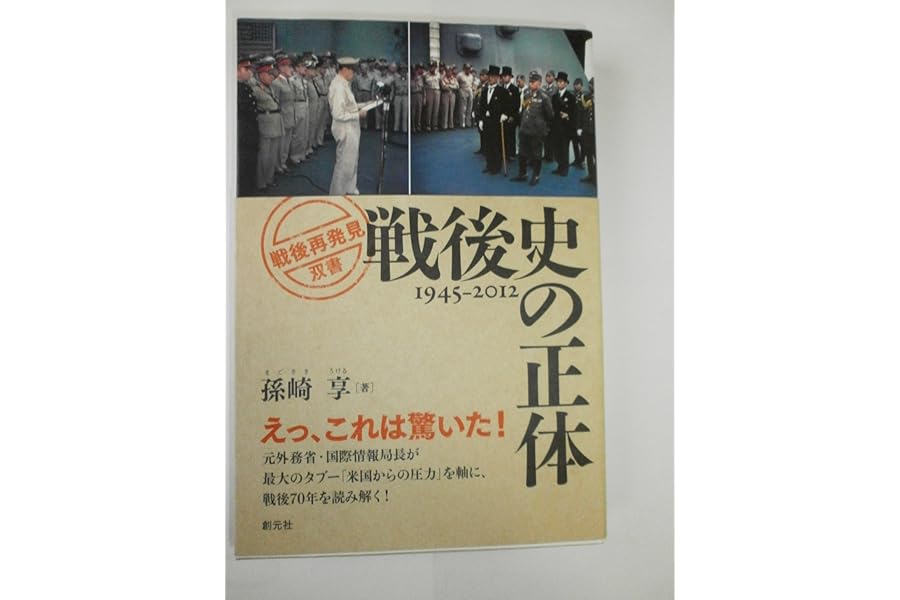 戦後再発見
双書
戦後史の正体
1945-2012
まごさき うける
孫崎 享[著]
えっ、これは驚いた!
元外務省・国際情報局長が
最大のタブー「米国からの圧力」を軸に、
戦後70年を読み解く!
創元社